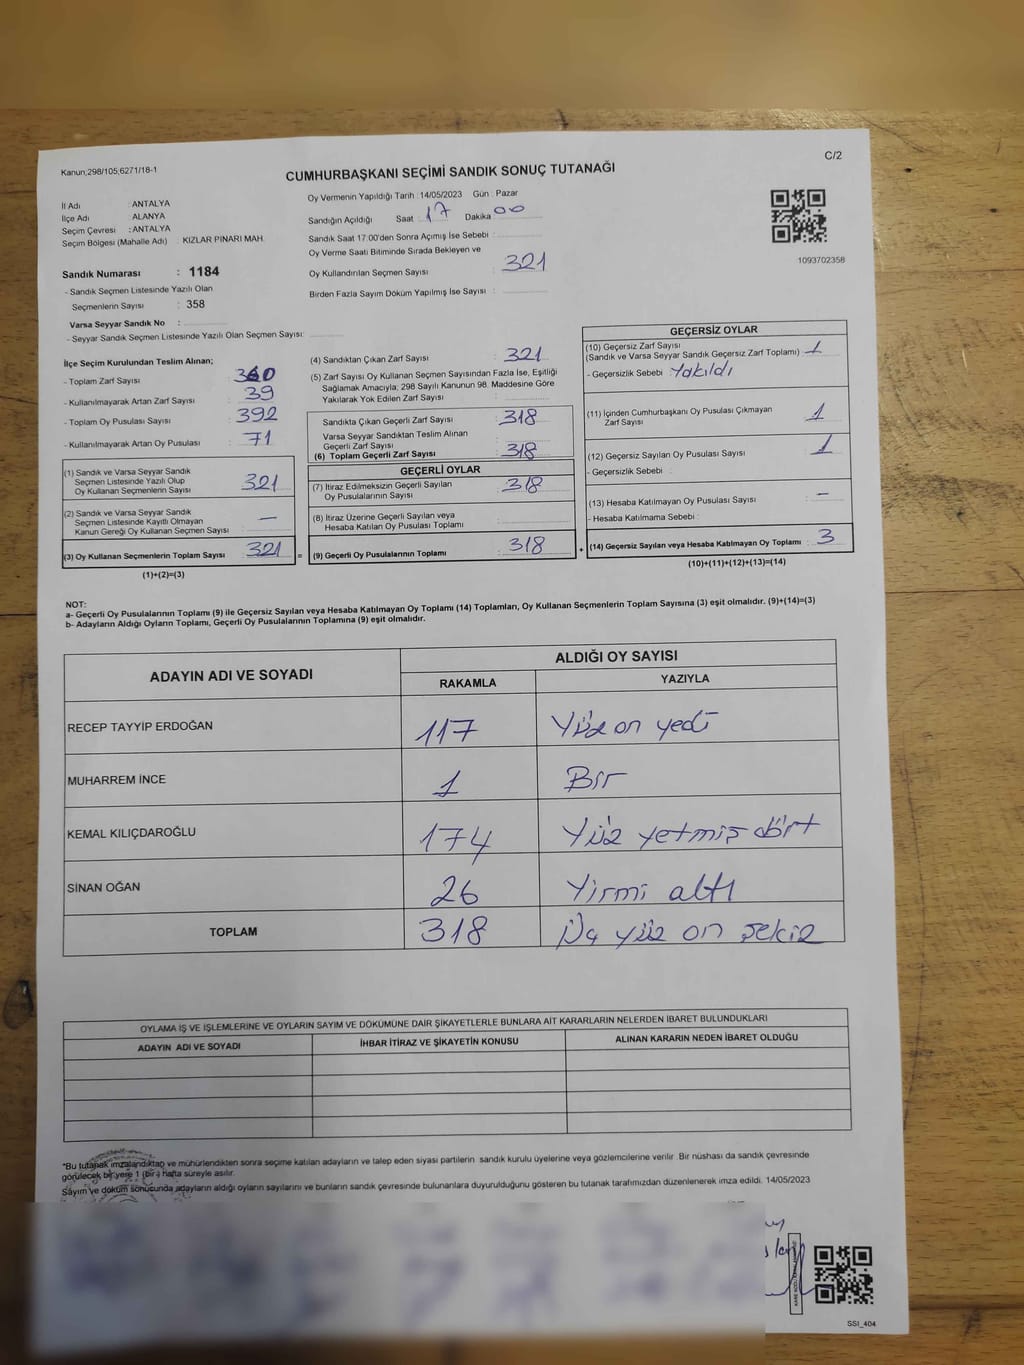 Kanun,298/105,6271/18-1
C/2
CUMHURBAŞKANI SEÇİMİ SANDIK SONUÇ TUTANAĞI
İl Adı : ANTALYA
İlçe Adı : ALANYA
Seçim Çevresi : ANTALYA
Seçim Bölgesi (Mahalle Adı) : KIZLAR PINARI MAH.
Sandık Numarası : 1184
- Sandık Seçmen Listesinde Yazılı Olan
Seçmenlerin Sayısı : 358
Varsa Seyyar Sandık No :
- Seyyar Sandık Seçmen Listesinde Yazılı Olan Seçmen Sayısı:
Oy Vermenin Yapıldığı Tarih : 14/05/2023 Gün : Pazar
Sandığın Açıldığı Saat : 17 Dakika 00
Sandık Saat 17.00'den Sonra Açımış İse Sebebi :
Oy Verme Saati Bitiminde Sırada Bekleyen ve
Oy Kullandırılan Seçmen Sayısı : 321
Birden Fazla Sayım Döküm Yapılmış İse Sayısı :
1093702358
İlçe Seçim Kurulundan Teslim Alınan;
- Toplam Zarf Sayısı : 360
- Kullanılmayarak Artan Zarf Sayısı : 39
- Toplam Oy Pusulası Sayısı : 392
- Kullanılmayarak Artan Oy Pusulası : 71
(1) Sandık ve Varsa Seyyar Sandık
Seçmen Listesinde Yazılı Olup
Oy Kullanan Seçmenlerin Sayısı 321
(2) Sandık ve Varsa Seyyar Sandık
Seçmen Listesinde Kayıtlı Olmayan
Kanun Gereği Oy Kullanan Seçmen Sayısı : —
(3) Oy Kullanan Seçmenlerin Toplam Sayısı : 321 =
(1)+(2)=(3)
(4) Sandıktan Çıkan Zarf Sayısı : 321
(5) Zarf Sayısı Oy Kullanan Seçmen Sayısından Fazla İse, Eşitliği
Sağlamak Amacıyla; 298 Sayılı Kanunun 98. Maddesine Göre
Yakılarak Yok Edilen Zarf Sayısı :
Sandıkta Çıkan Geçerli Zarf Sayısı : 318
Varsa Seyyar Sandıktan Teslim Alınan
Geçerli Zarf Sayısı :
(6) Toplam Geçerli Zarf Sayısı : 318
GEÇERLİ OYLAR
(7) İtiraz Edilmeksizin Geçerli Sayılan
Oy Pusulalarının Sayısı : 318
(8) İtiraz Üzerine Geçerli Sayılan veya
Hesaba Katılan Oy Pusulası Toplamı
(9) Geçerli Oy Pusulalarının Toplamı : 318 +
GEÇERSİZ OYLAR
(10) Geçersiz Zarf Sayısı
(Sandık ve Varsa Seyyar Sandık Geçersiz Zarf Toplamı) : 1
- Geçersizlik Sebebi : Yakıldı
(11) İçinden Cumhurbaşkanı Oy Pusulası Çıkmayan
Zarf Sayısı : 1
(12) Geçersiz Sayılan Oy Pusulası Sayısı : 1
- Geçersizlik Sebebi :
(13) Hesaba Katılmayan Oy Pusulası Sayısı : —
- Hesaba Katılmama Sebebi :
(14) Geçersiz Sayılan veya Hesaba Katılmayan Oy Toplamı : 3
(10)+(11)+(12)+(13)=(14)
NOT:
a- Geçerli Oy Pusulalarının Toplamı (9) ile Geçersiz Sayılan veya Hesaba Katılmayan Oy Toplamı (14) Toplamları, Oy Kullanan Seçmenlerin Toplam Sayısına (3) eşit olmalıdır. (9)+(14)=(3)
b- Adayların Aldığı Oyların Toplamı, Geçerli Oy Pusulalarının Toplamına (9) eşit olmalıdır.
ADAYIN ADI VE SOYADI
ALDIĞI OY SAYISI
RAKAMLA YAZIYLA
RECEP TAYYİP ERDOĞAN 117 Yüz on yedi
MUHARREM İNCE 1 Bir
KEMAL KILIÇDAROĞLU 174 Yüz yetmiş dört
SİNAN OĞAN 26 Yirmi altı
TOPLAM 318 Üç yüz on sekiz
OYLAMA İŞ VE İŞLEMLERİNE VE OYLARIN SAYIM VE DÖKÜMÜNE DAİR ŞİKAYETLERLE BUNLARA AİT KARARLARIN NELERDEN İBARET BULUNDUKLARI
ADAYIN ADI VE SOYADI İHBAR İTİRAZ VE ŞİKAYETİN KONUSU ALINAN KARARIN NEDEN İBARET OLDUĞU
*Bu tutanak imzalandıktan ve mühürlendikten sonra seçime katılan adayların ve talep eden siyasi partilerin sandık kurulu üyelerine veya gözlemcilerine verilir. Bir nüshası da sandık çevresinde
görülecek bir yere 1 (bir) hafta süreyle asılır.
Sayım ve döküm sonucunda adayların aldığı oyların sayılarını ve bunların sandık çevresinde bulunanlara duyurulduğunu gösteren bu tutanak tarafımızdan düzenlenerek imza edildi. 14/05/2023
SSI_404